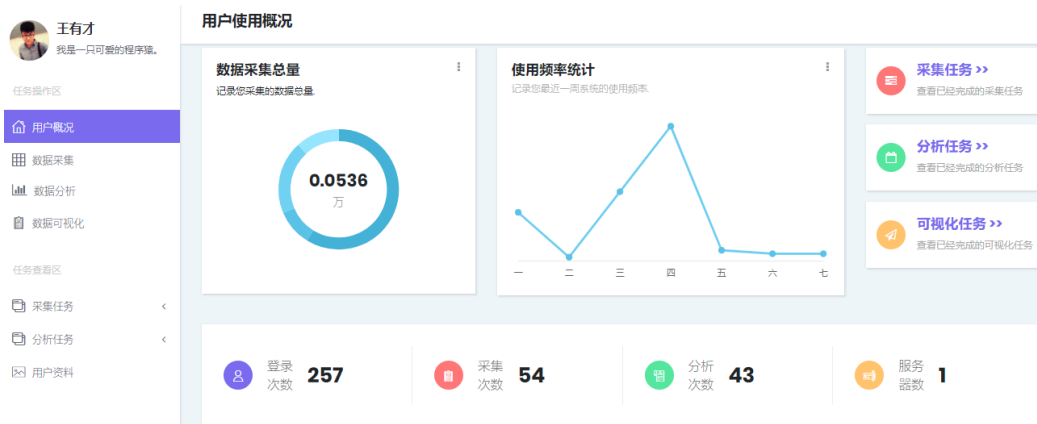 王有才
我是一只可爱的程序猿。
任务操作区
用户概况
数据采集
数据分析
数据可视化
任务查看区
采集任务
分析任务
用户资料
用户使用概况
数据采集总量
记录您采集的数据总量.
0.0536
万
使用频率统计
记录您最近一周系统的使用频率.
一 二 三 四 五 六 七
采集任务 >>
查看已经完成的采集任务
分析任务 >>
查看已经完成的分析任务
可视化任务 >>
查看已经完成的可视化任务
登录
次数
257
采集
次数
54
分析
次数
43
服务
器数
1